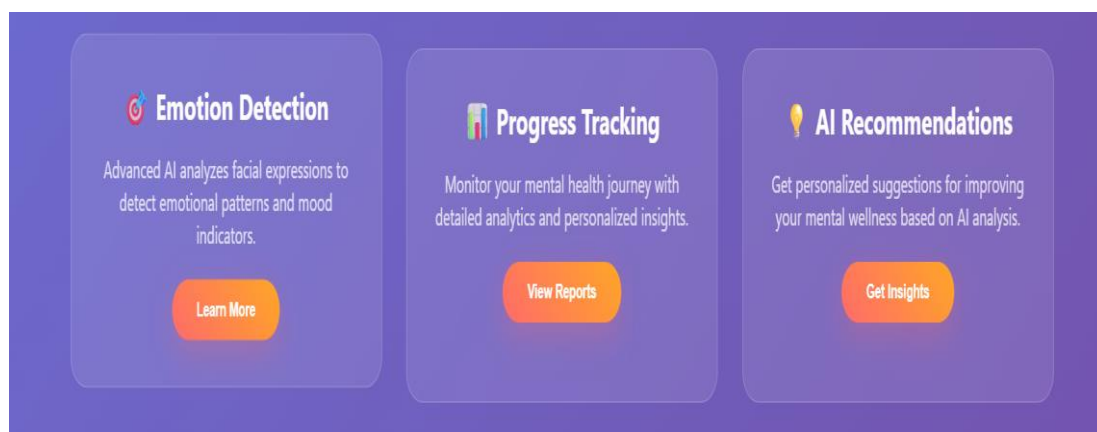 🎯 Emotion Detection
Advanced AI analyzes facial expressions to
detect emotional patterns and mood
indicators.
Learn More
📊 Progress Tracking
Monitor your mental health journey with
detailed analytics and personalized insights.
View Reports
💡 AI Recommendations
Get personalized suggestions for improving
your mental wellness based on AI analysis.
Get Insights